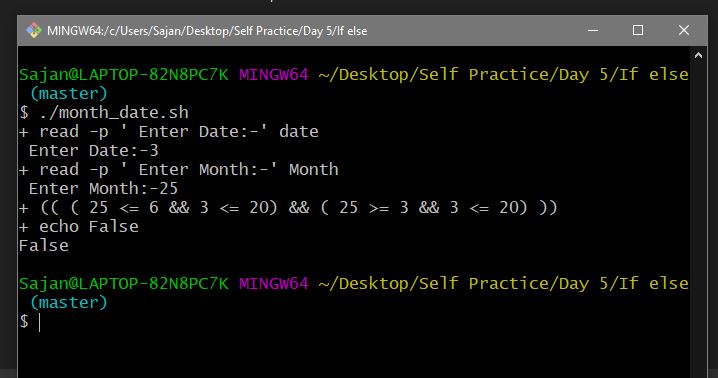 MINGW64:/c/Users/Sajan/Desktop/Self Practice/Day 5/If else
Sajan@LAPTOP-82N8PC7K MINGW64 ~/Desktop/Self Practice/Day 5/If else
(master)
$ ./month_date.sh
+ read -p ' Enter Date:-' date
Enter Date:-3
+ read -p ' Enter Month:-' Month
Enter Month:-25
+ (( ( 25 <= 6 && 3 <= 20) && ( 25 >= 3 && 3 <= 20) ))
+ echo False
False
Sajan@LAPTOP-82N8PC7K MINGW64 ~/Desktop/Self Practice/Day 5/If else
(master)
$